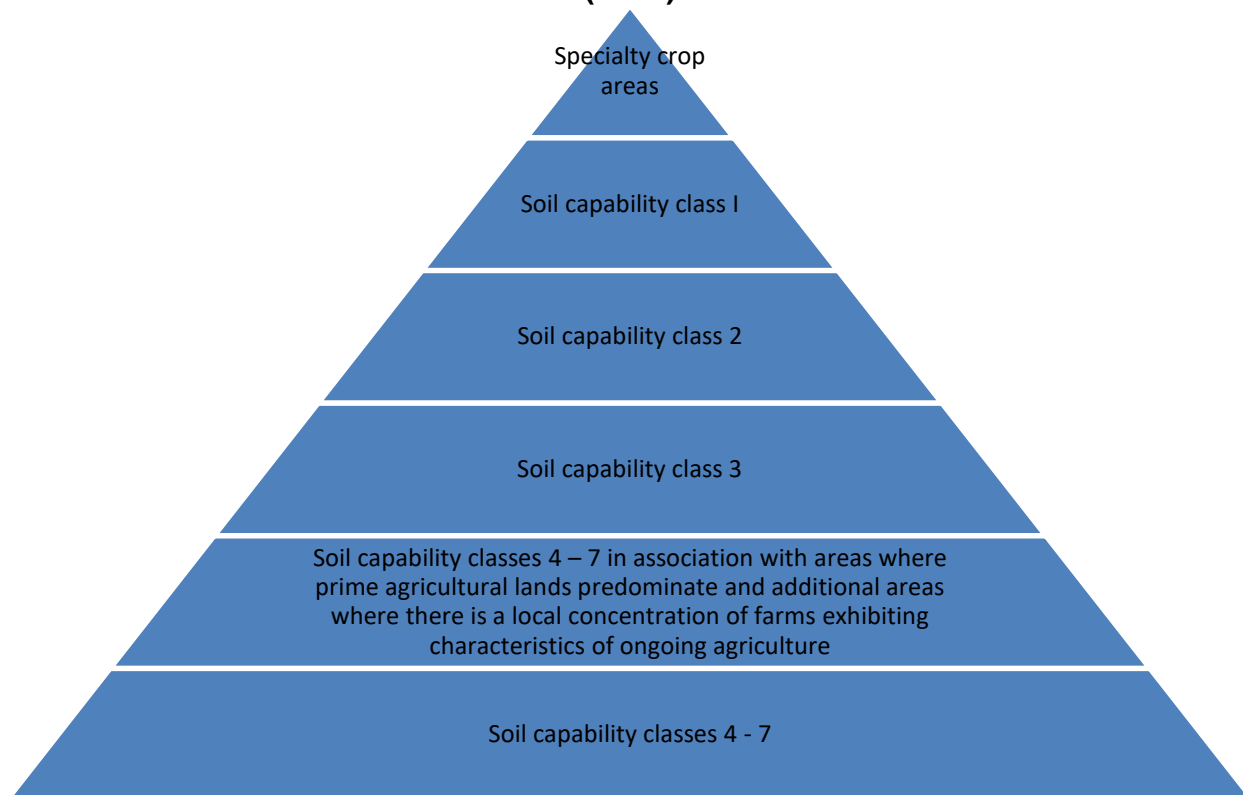 Specialty crop
areas
Soil capability class I
Soil capability class 2
Soil capability class 3
Soil capability classes 4 – 7 in association with areas where
prime agricultural lands predominate and additional areas
where there is a local concentration of farms exhibiting
characteristics of ongoing agriculture
Soil capability classes 4 - 7